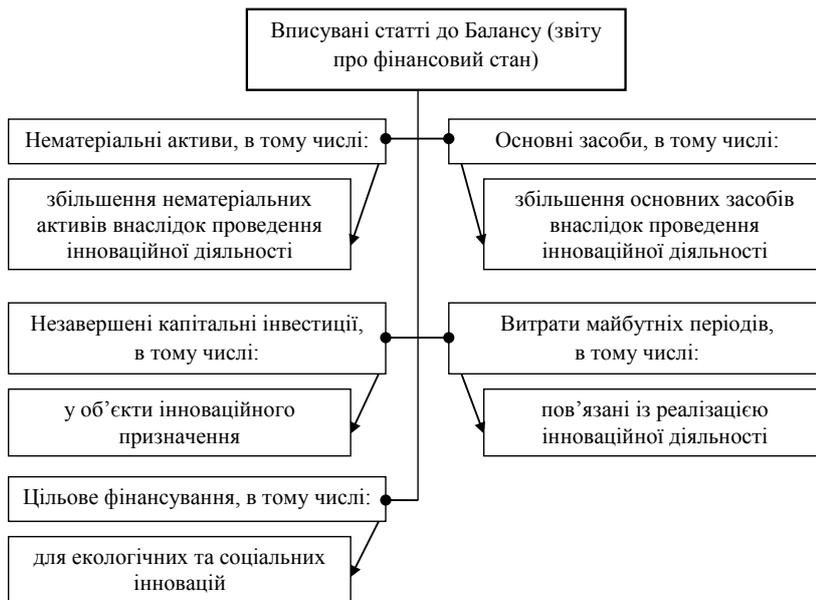 Вписувані статті до Балансу (звіту
про фінансовий стан)
Нематеріальні активи, в тому числі:
збільшення нематеріальних
активів внаслідок проведення
інноваційної діяльності
Основні засоби, в тому числі:
збільшення основних засобів
внаслідок проведення
інноваційної діяльності
Незавершені капітальні інвестиції,
в тому числі:
у об’єкти інноваційного
призначення
Витрати майбутніх періодів,
в тому числі:
пов’язані із реалізацією
інноваційної діяльності
Цільове фінансування, в тому числі:
для екологічних та соціальних
інновацій